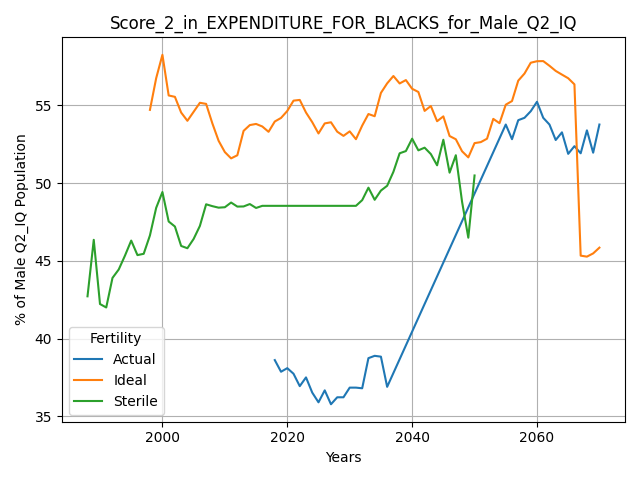 Score_2_in_EXPENDITURE_FOR_BLACKS_for_Male_Q2_IQ
% of Male Q2_IQ Population
55
50
45
40
35
Fertility
Actual
Ideal
Sterile
2000 2020 2040 2060
Years